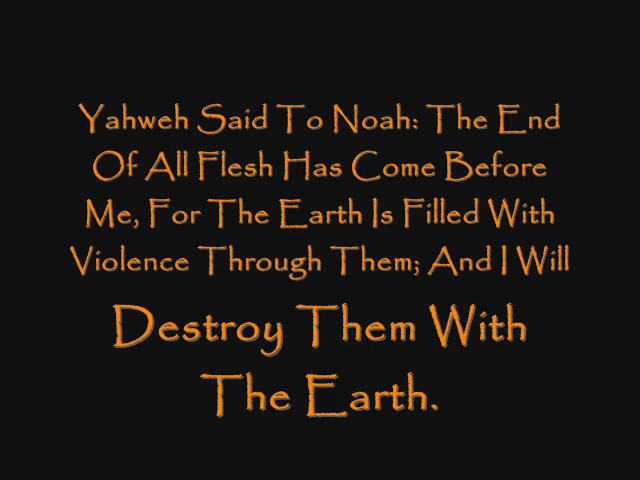 Yahweh Said To Noah: The End
Of All Flesh Has Come Before
Me, For The Earth Is Filled With
Violence Through Them; And I Will
Destroy Them With
The Earth.